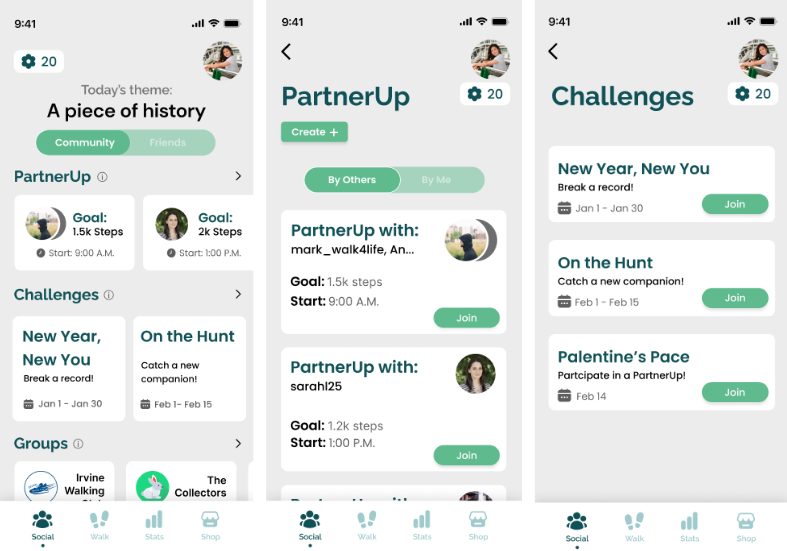 9:41
20
Today's theme:
A piece of history
Community
Friends
PartnerUp
Goal:
1.5k Steps
Start: 9:00 A.M.
Goal:
2k Steps
Start: 1:00 P.M.
Challenges
New Year,
New You
Break a record!
Jan 1 - Jan 30
On the Hunt
Catch a new
companion!
Feb 1- Feb 15
Groups
Irvine
Walking
The
Collectors
Social
Walk
Stats
Shop
9:41
PartnerUp
20
Create +
By Others
By Me
PartnerUp with:
mark_walk4life, An...
Goal: 1.5k steps
Start: 9:00 A.M.
Join
PartnerUp with:
sarahl25
Goal: 1.2k steps
Start: 1:00 P.M.
Join
Social
Walk
Stats
Shop
9:41
Challenges
20
New Year, New You
Break a record!
Jan 1 - Jan 30
Join
On the Hunt
Catch a new companion!
Feb 1 - Feb 15
Join
Palentine's Pace
Partcipate in a PartnerUp!
Feb 14
Join
Social
Walk
Stats
Shop